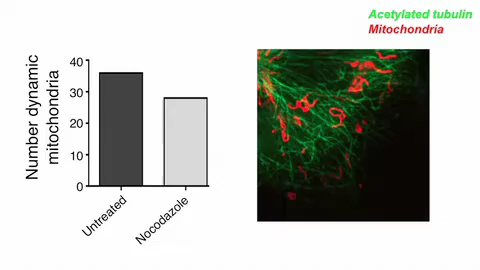 Acetylated tubulin
Mitochondria
Number dynamic
mitochondria
40
30
20
10
0
Untreated
Nocodazole